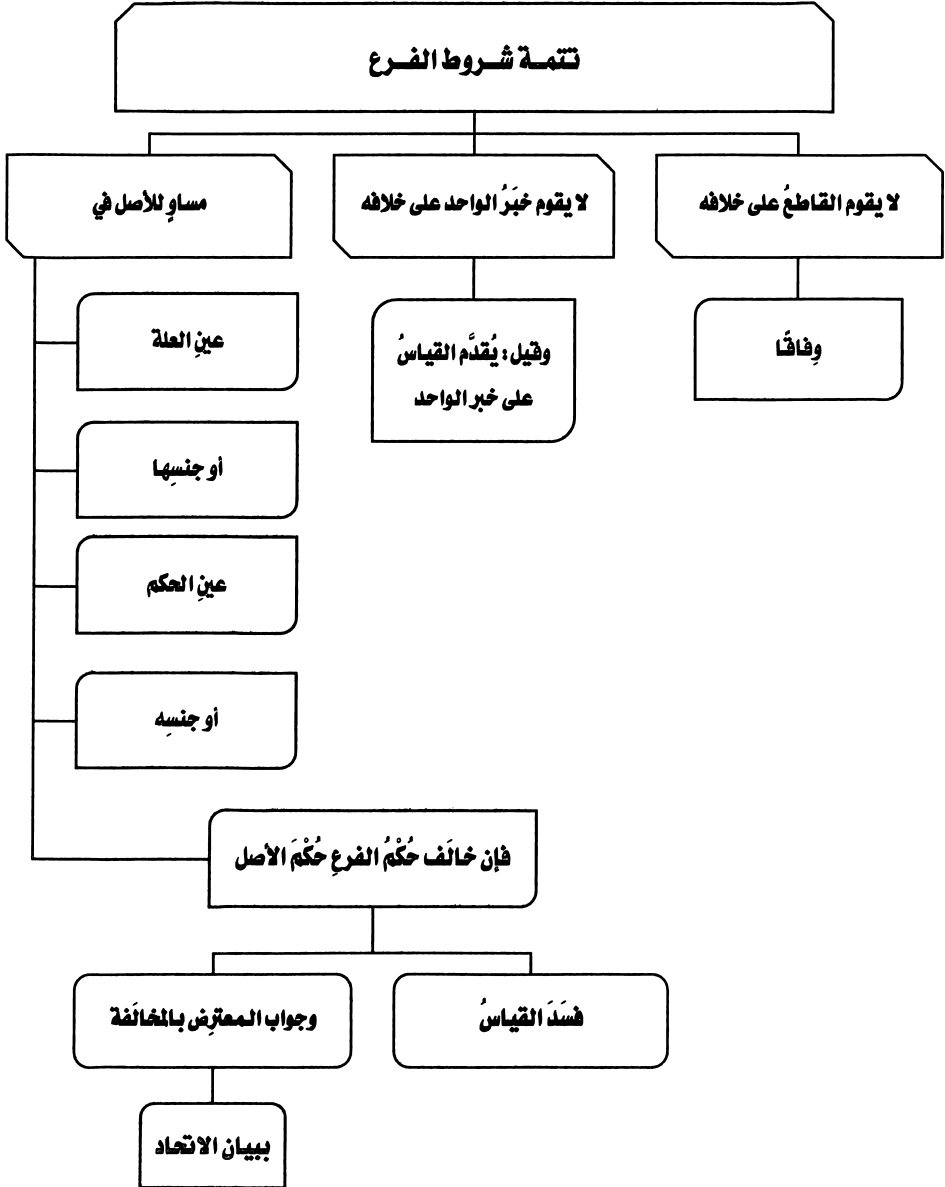 تتمة شروط الفرع
لا يقوم القاطعُ على خلافه
لا يقوم خبَرُ الواحد على خلافه
مساوٍ للأصل في
وِفاقًا
وقيل: يُقدَّم القياسُ
على خبر الواحد
عينِ العلة
أو جنسِها
عينِ الحكم
أو جنسِه
فإن خالَف حُكْمُ الفرعِ حُكْمَ الأصل
فسَدَ القياسُ
وجواب المعترِض بالمخالَفة
ببيان الاتحاد